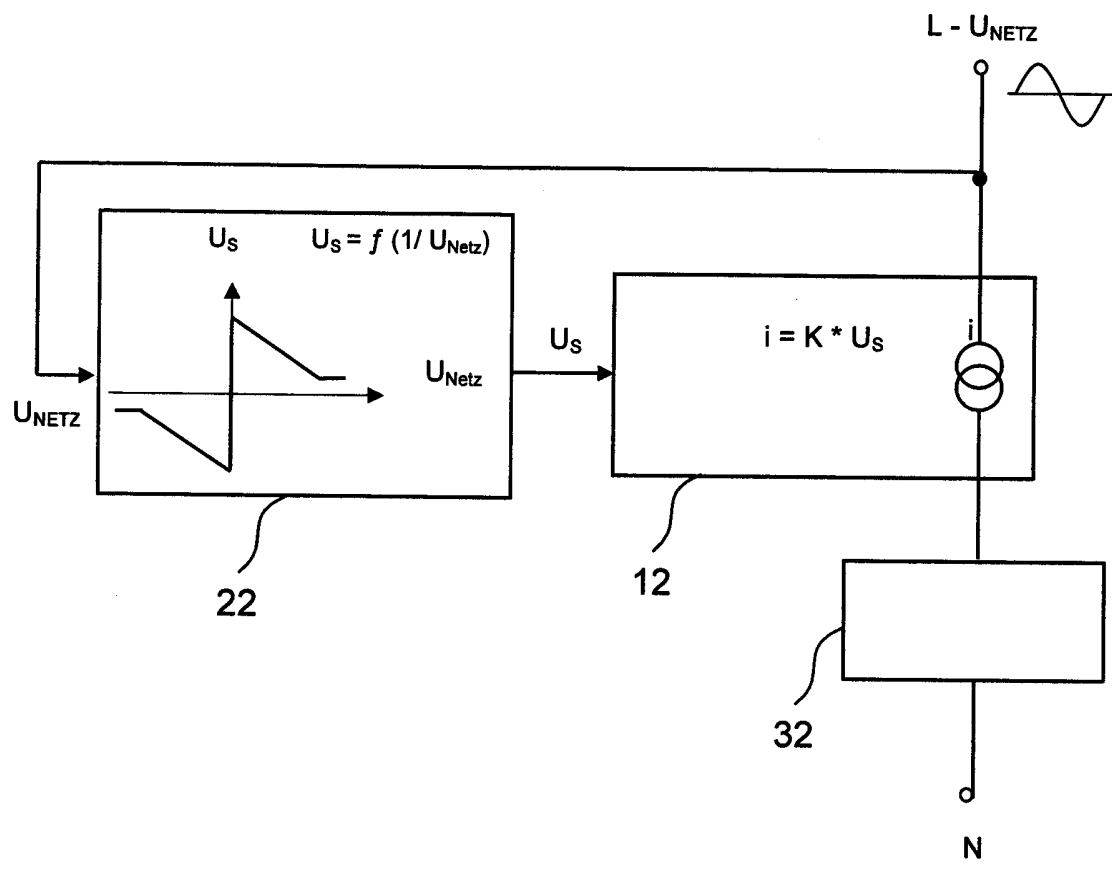 L - U_NETZ
U_S
U_S = f (1/ U_Netz)
U_Netz
U_NETZ
U_S
i = K * U_S
i
22
12
32
N